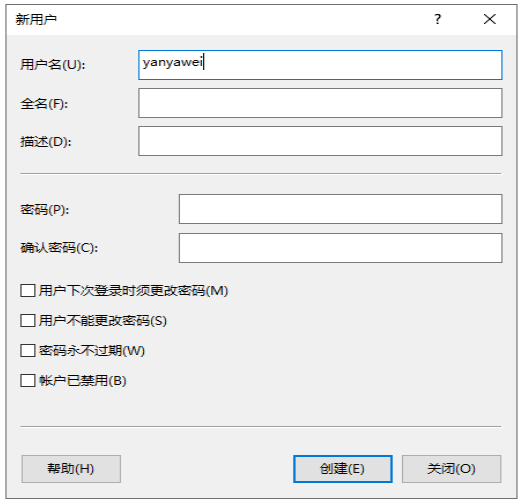 新用户
?
用户名(U):
yanyawei
全名(F):
描述(D):
密码(P):
确认密码(C):
用户下次登录时须更改密码(M)
用户不能更改密码(S)
密码永不过期(W)
帐户已禁用(B)
帮助(H)
创建(E)
关闭(O)